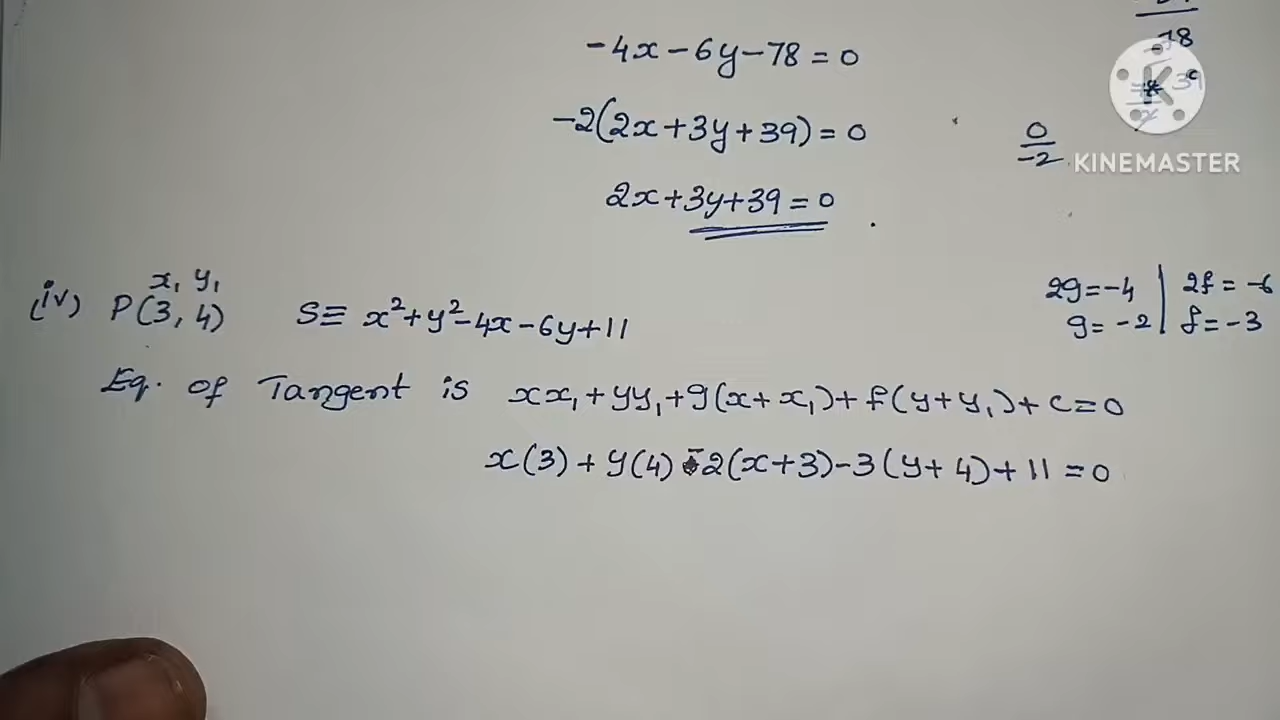 -78
-4x - 6y - 78 = 0
-2(2x + 3y + 39) = 0
0/-2
KINEMASTER
2x + 3y + 39 = 0
x₁ y₁
(iv) P(3, 4) S ≡ x² + y² - 4x - 6y + 11
2g = -4 | 2f = -6
g = -2 | f = -3
Eq. of Tangent is xx₁ + yy₁ + g(x + x₁) + f(y + y₁) + c = 0
x(3) + y(4) - 2(x + 3) - 3(y + 4) + 11 = 0